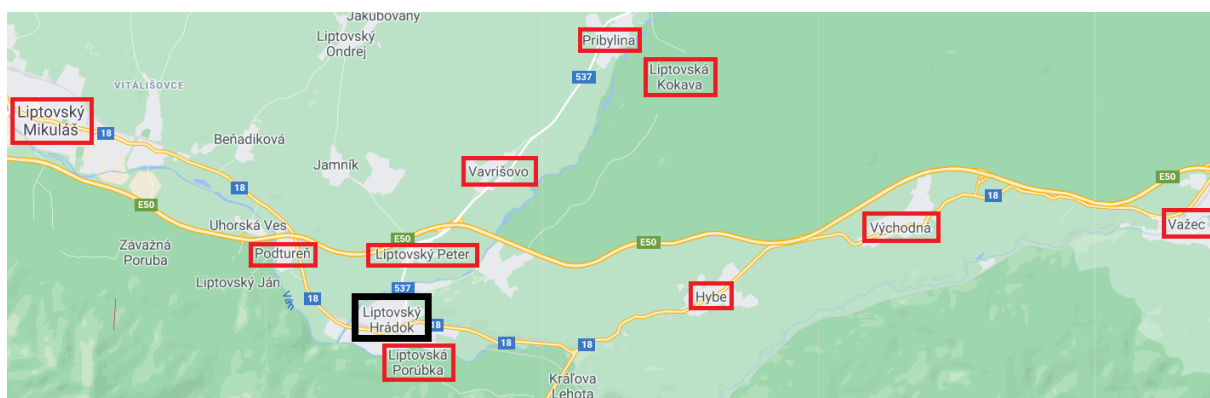 Jakubovany
Liptovský
Ondrej
Pribylina
537
Liptovská
Kokava
VITÁLIŠOVCE
Liptovský
Mikuláš
18
Beňadiková
Jamník
Vavrišovo
18
E50
18
E50
Východná
Važec
Uhorská Ves
E50
E50
Závažná
Poruba
Podtureň
Liptovský Peter
Liptovský Ján
Váh
537
Hybe
18
Liptovský
Hrádok
18
18
18
Liptovská
Porúbka
Kráľova
Lehota